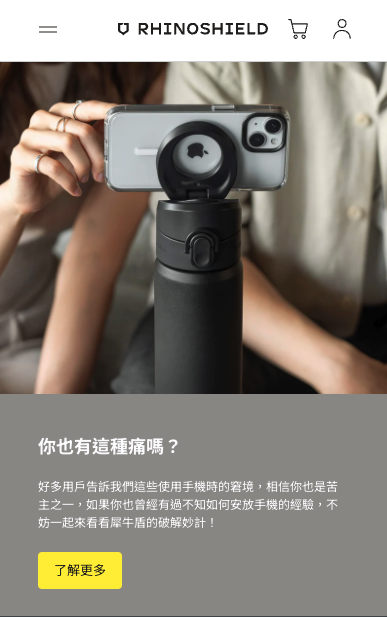 RHINOSHIELD
你也有這種痛嗎？
好多用戶告訴我們這些使用手機時的窘境，相信你也是苦
主之一，如果你也曾經有過不知如何安放手機的經驗，不
妨一起來看看犀牛盾的破解妙計！
了解更多